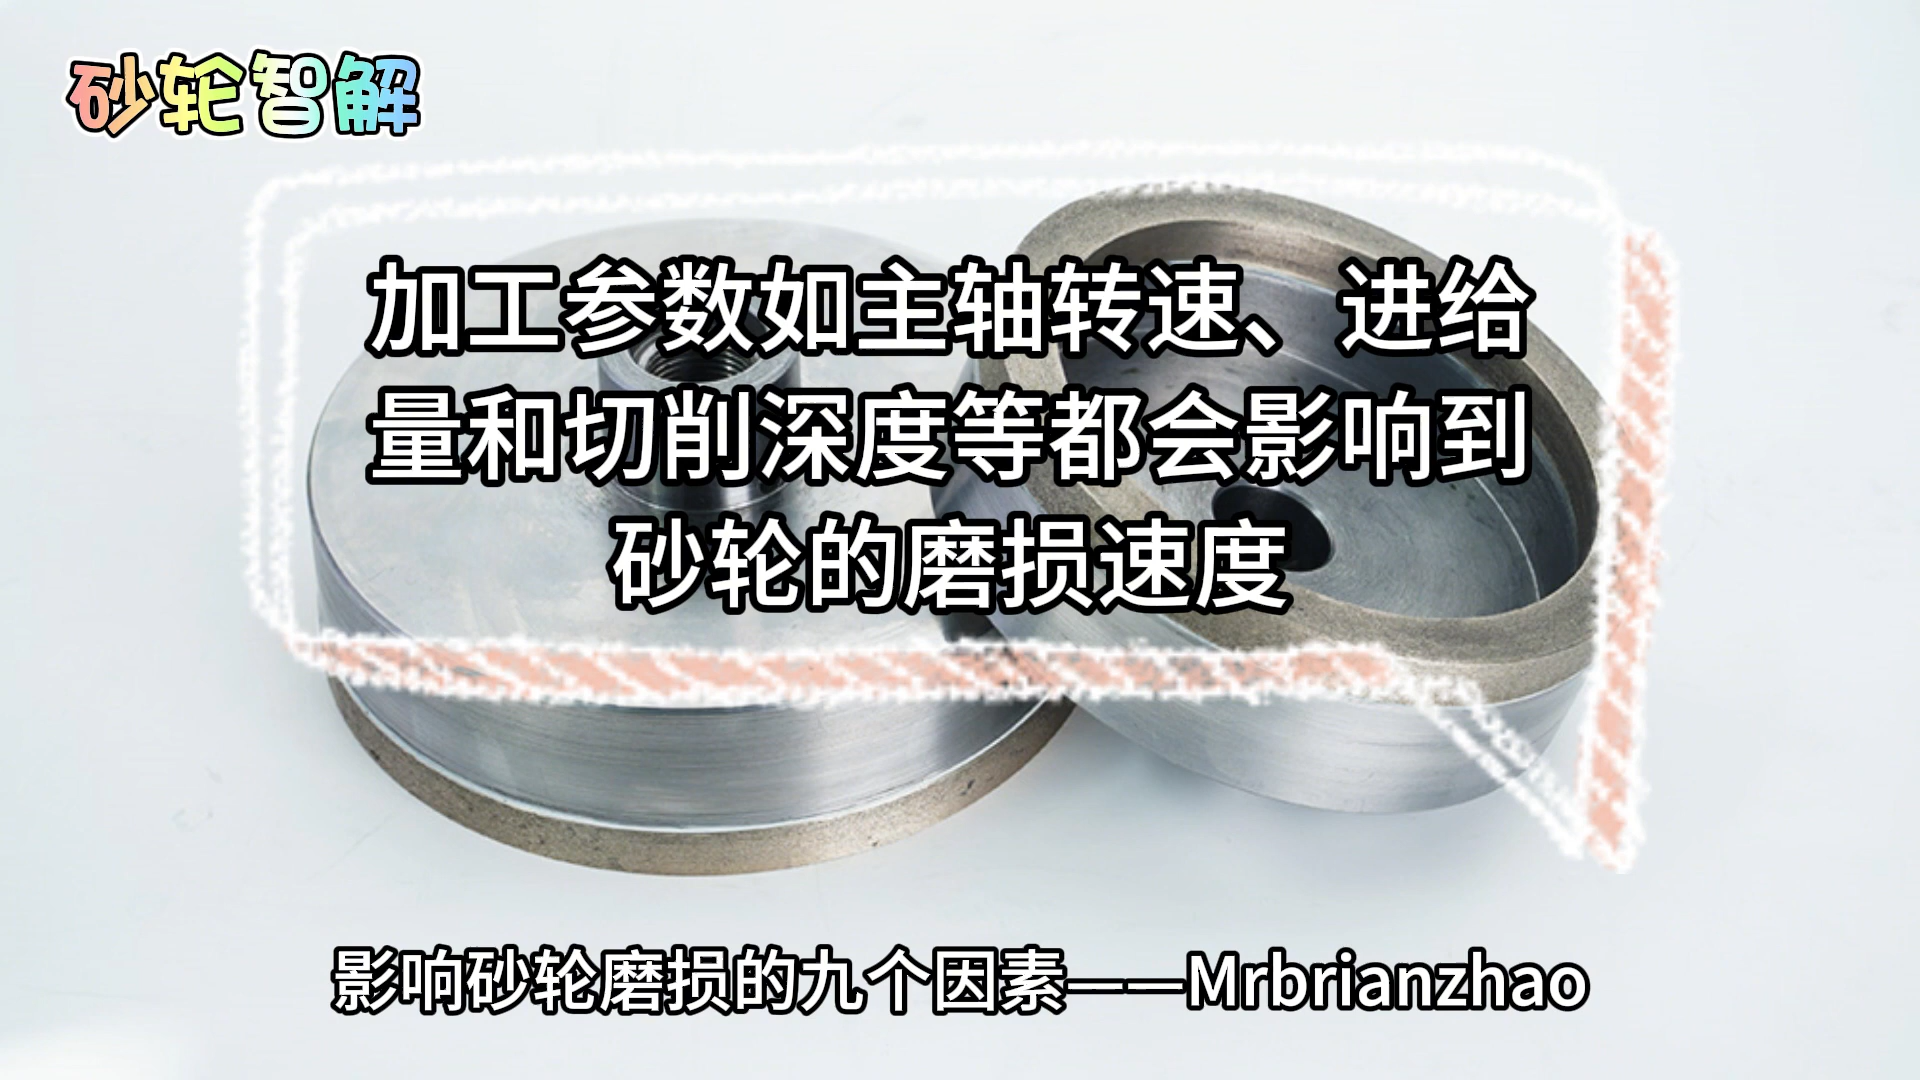 砂轮智解
加工参数如主轴转速、进给
量和切削深度等都会影响到
砂轮的磨损速度
影响砂轮磨损的九个因素——Mrbrianzhao